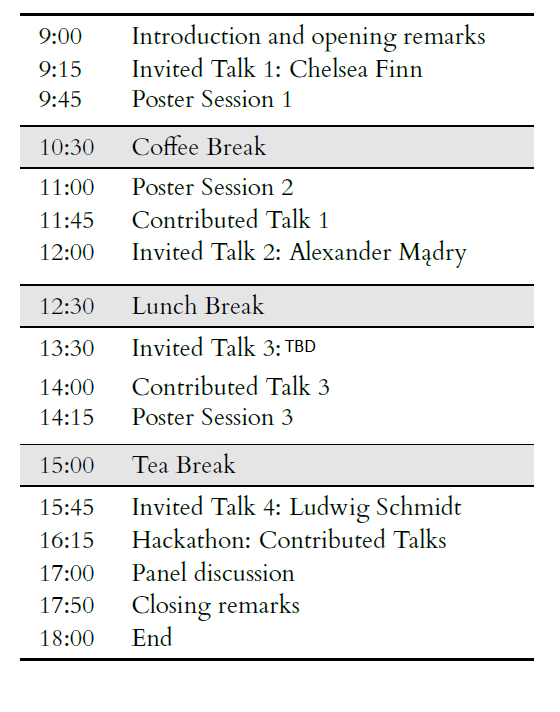 9:00 Introduction and opening remarks
9:15 Invited Talk 1: Chelsea Finn
9:45 Poster Session 1
10:30 Coffee Break
11:00 Poster Session 2
11:45 Contributed Talk 1
12:00 Invited Talk 2: Alexander Mądry
12:30 Lunch Break
13:30 Invited Talk 3: TBD
14:00 Contributed Talk 3
14:15 Poster Session 3
15:00 Tea Break
15:45 Invited Talk 4: Ludwig Schmidt
16:15 Hackathon: Contributed Talks
17:00 Panel discussion
17:50 Closing remarks
18:00 End